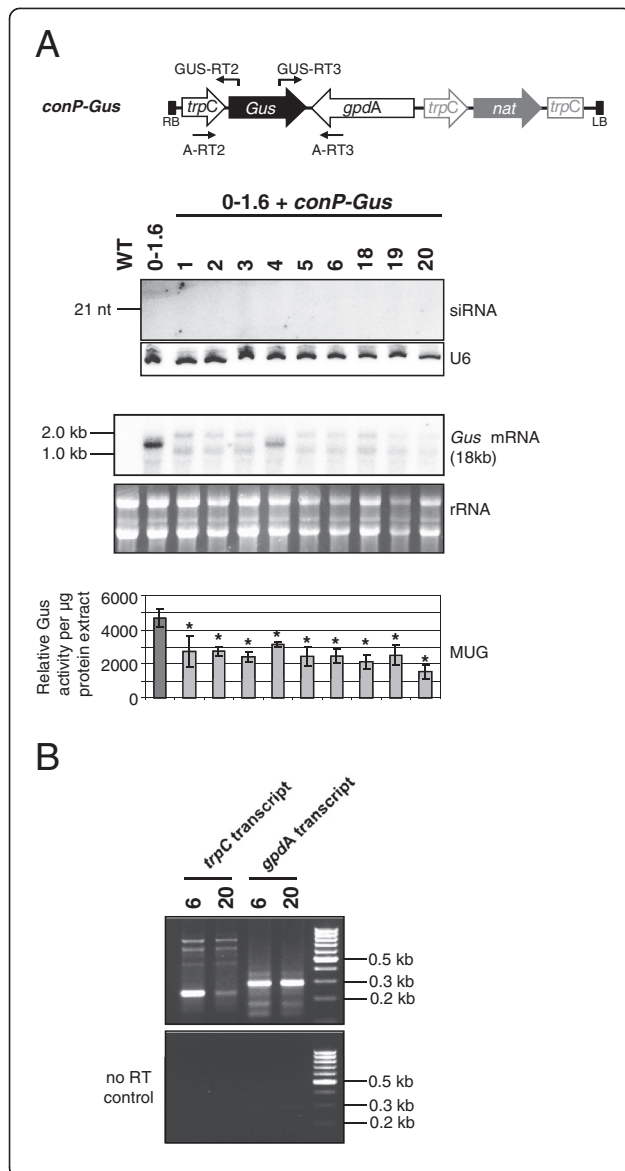 A
GUS-RT2 GUS-RT3
conP-Gus
trpC Gus gpdA trpC nat trpC
RB LB
A-RT2 A-RT3
0-1.6 + conP-Gus
WT 0-1.6 1 2 3 4 5 6 18 19 20
21 nt
siRNA
U6
2.0 kb
1.0 kb
Gus mRNA
(18kb)
rRNA
Relative Gus
activity per µg
protein extract
6000
4000
2000
0
* * * * * * * * *
MUG
B
trpC transcript gpdA transcript
6 20 6 20
0.5 kb
0.3 kb
0.2 kb
no RT
control
0.5 kb
0.3 kb
0.2 kb